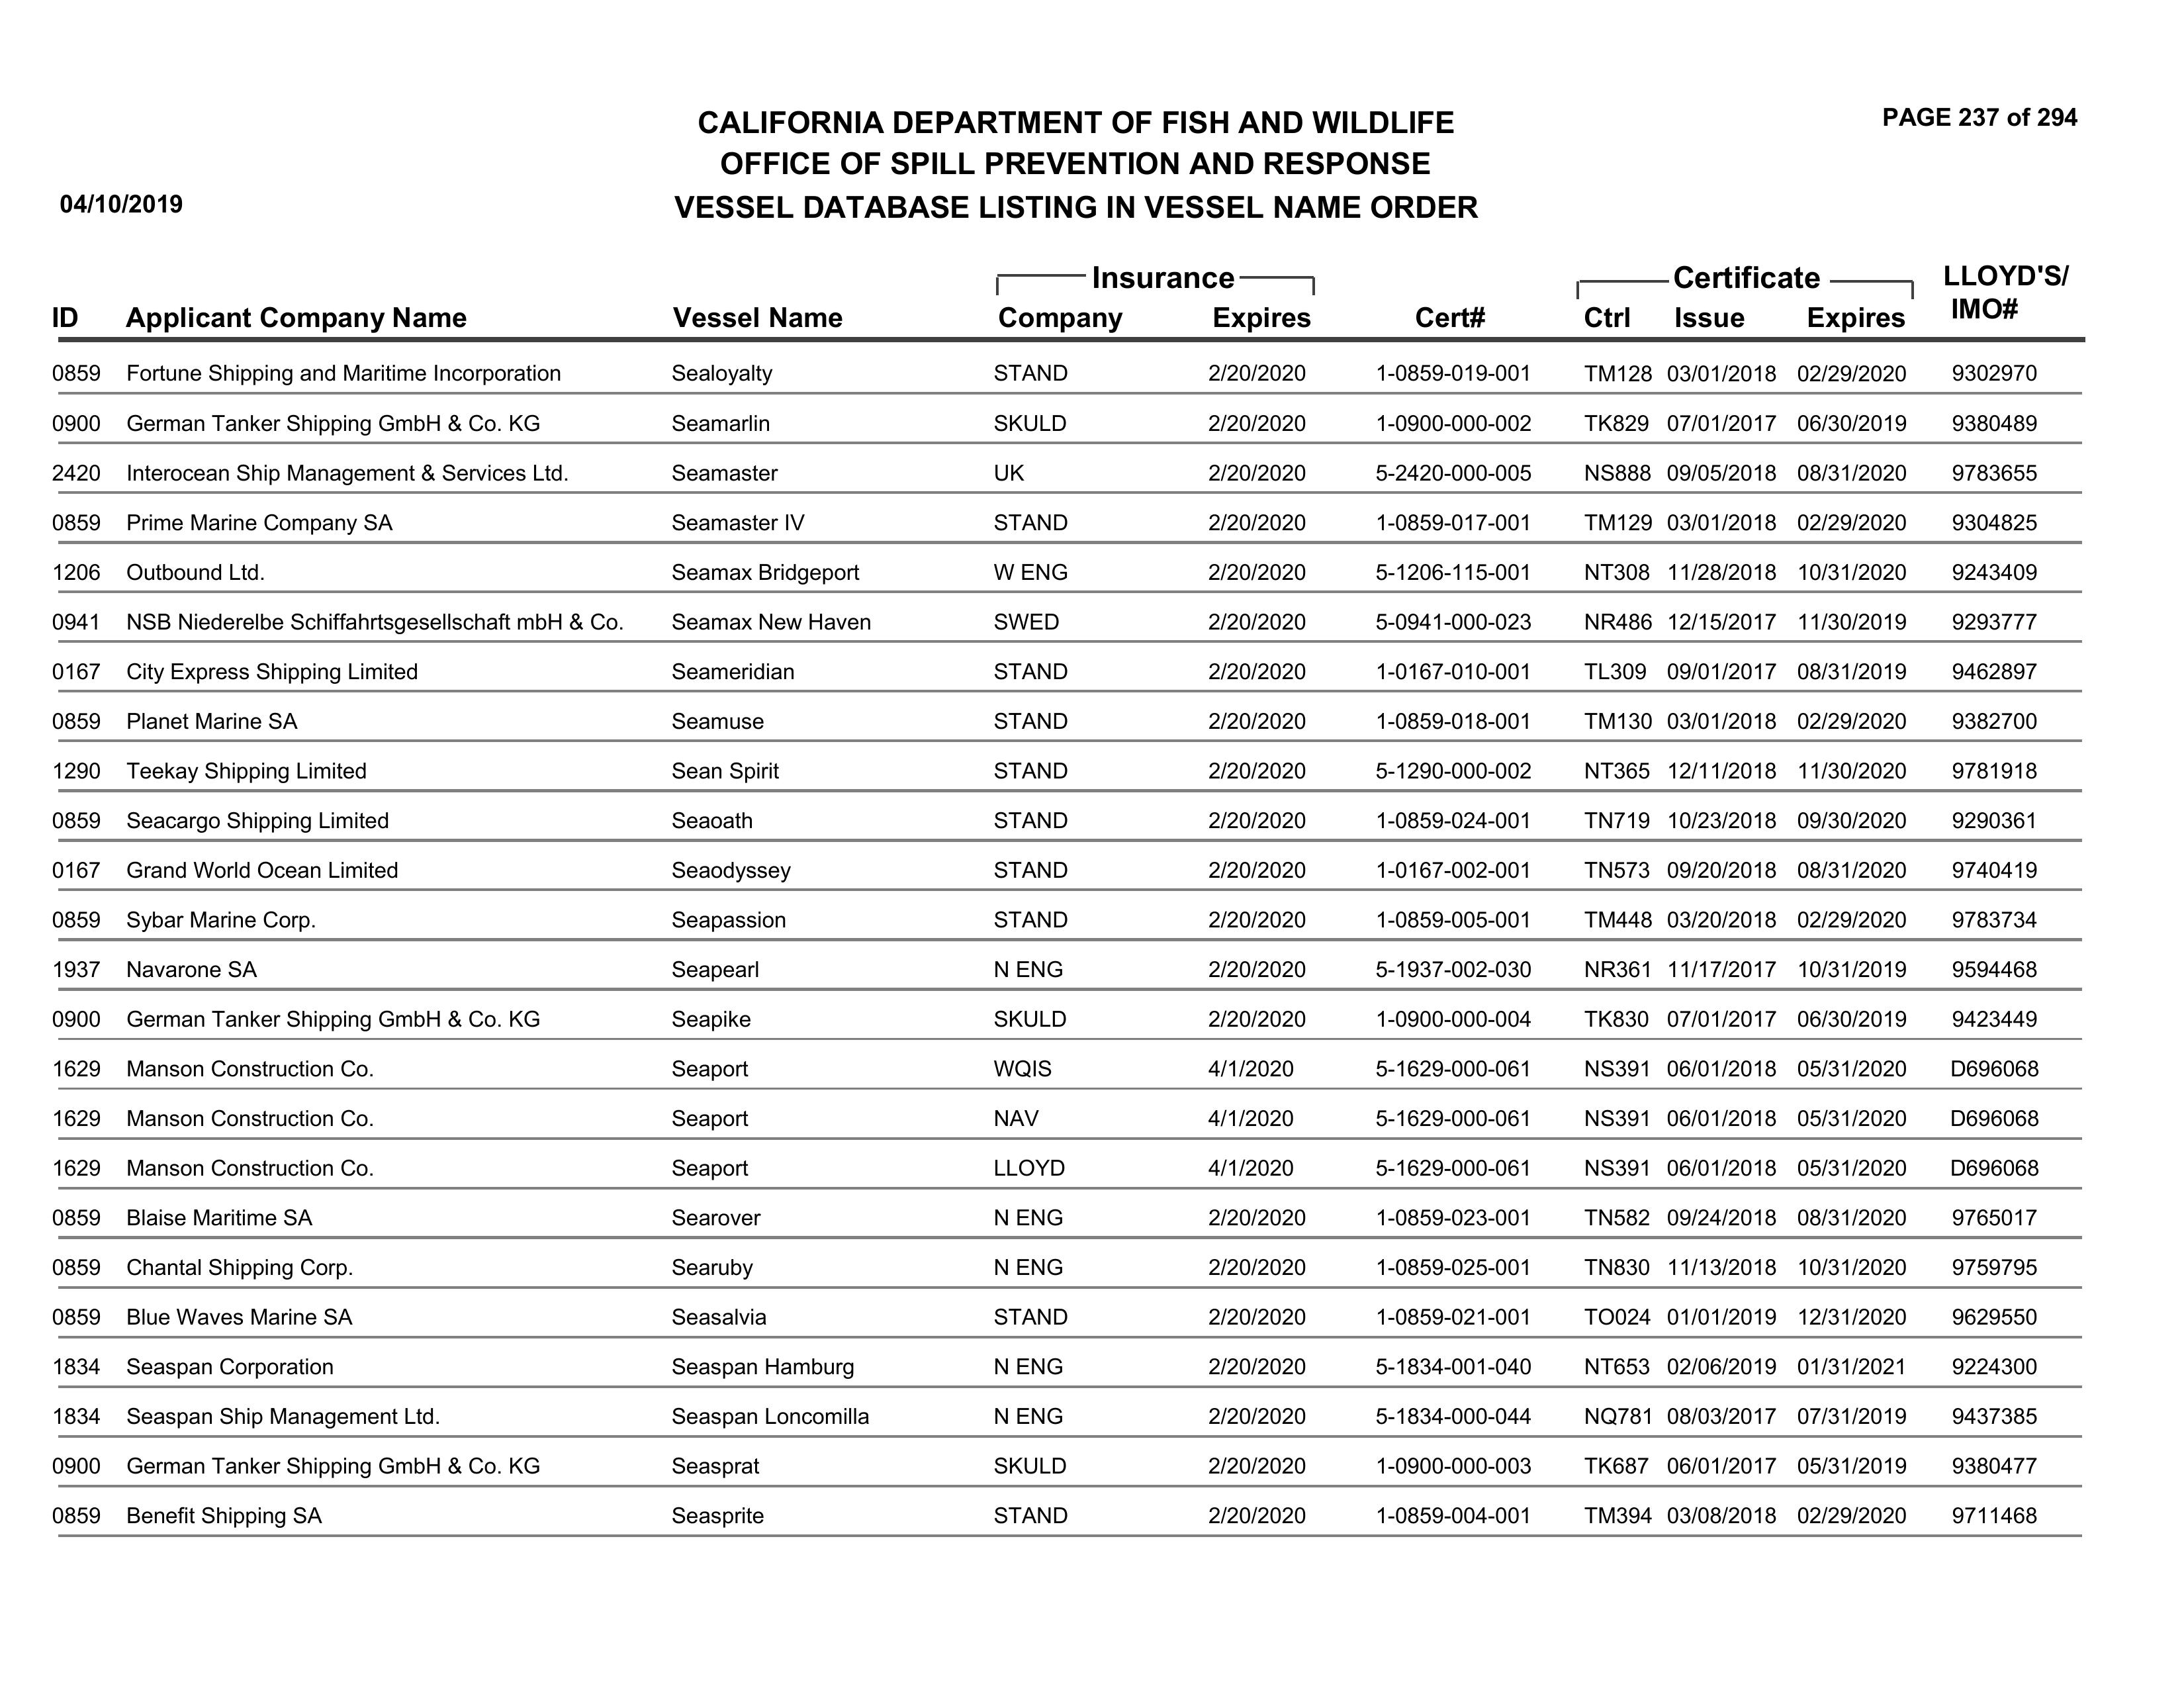 PAGE 237 of 294
CALIFORNIA DEPARTMENT OF FISH AND WILDLIFE
OFFICE OF SPILL PREVENTION AND RESPONSE
04/10/2019
VESSEL DATABASE LISTING IN VESSEL NAME ORDER
Insurance Certificate LLOYD'S/
ID Applicant Company Name Vessel Name Company Expires Cert# Ctrl Issue Expires IMO#
0859 Fortune Shipping and Maritime Incorporation Sealoyalty STAND 2/20/2020 1-0859-019-001 TM128 03/01/2018 02/29/2020 9302970
0900 German Tanker Shipping GmbH & Co. KG Seamarlin SKULD 2/20/2020 1-0900-000-002 TK829 07/01/2017 06/30/2019 9380489
2420 Interocean Ship Management & Services Ltd. Seamaster UK 2/20/2020 5-2420-000-005 NS888 09/05/2018 08/31/2020 9783655
0859 Prime Marine Company SA Seamaster IV STAND 2/20/2020 1-0859-017-001 TM129 03/01/2018 02/29/2020 9304825
1206 Outbound Ltd. Seamax Bridgeport W ENG 2/20/2020 5-1206-115-001 NT308 11/28/2018 10/31/2020 9243409
0941 NSB Niederelbe Schiffahrtsgesellschaft mbH & Co. Seamax New Haven SWED 2/20/2020 5-0941-000-023 NR486 12/15/2017 11/30/2019 9293777
0167 City Express Shipping Limited Seameridian STAND 2/20/2020 1-0167-010-001 TL309 09/01/2017 08/31/2019 9462897
0859 Planet Marine SA Seamuse STAND 2/20/2020 1-0859-018-001 TM130 03/01/2018 02/29/2020 9382700
1290 Teekay Shipping Limited Sean Spirit STAND 2/20/2020 5-1290-000-002 NT365 12/11/2018 11/30/2020 9781918
0859 Seacargo Shipping Limited Seaoath STAND 2/20/2020 1-0859-024-001 TN719 10/23/2018 09/30/2020 9290361
0167 Grand World Ocean Limited Seaodyssey STAND 2/20/2020 1-0167-002-001 TN573 09/20/2018 08/31/2020 9740419
0859 Sybar Marine Corp. Seapassion STAND 2/20/2020 1-0859-005-001 TM448 03/20/2018 02/29/2020 9783734
1937 Navarone SA Seapearl N ENG 2/20/2020 5-1937-002-030 NR361 11/17/2017 10/31/2019 9594468
0900 German Tanker Shipping GmbH & Co. KG Seapike SKULD 2/20/2020 1-0900-000-004 TK830 07/01/2017 06/30/2019 9423449
1629 Manson Construction Co. Seaport WQIS 4/1/2020 5-1629-000-061 NS391 06/01/2018 05/31/2020 D696068
1629 Manson Construction Co. Seaport NAV 4/1/2020 5-1629-000-061 NS391 06/01/2018 05/31/2020 D696068
1629 Manson Construction Co. Seaport LLOYD 4/1/2020 5-1629-000-061 NS391 06/01/2018 05/31/2020 D696068
0859 Blaise Maritime SA Searover N ENG 2/20/2020 1-0859-023-001 TN582 09/24/2018 08/31/2020 9765017
0859 Chantal Shipping Corp. Searuby N ENG 2/20/2020 1-0859-025-001 TN830 11/13/2018 10/31/2020 9759795
0859 Blue Waves Marine SA Seasalvia STAND 2/20/2020 1-0859-021-001 TO024 01/01/2019 12/31/2020 9629550
1834 Seaspan Corporation Seaspan Hamburg N ENG 2/20/2020 5-1834-001-040 NT653 02/06/2019 01/31/2021 9224300
1834 Seaspan Ship Management Ltd. Seaspan Loncomilla N ENG 2/20/2020 5-1834-000-044 NQ781 08/03/2017 07/31/2019 9437385
0900 German Tanker Shipping GmbH & Co. KG Seasprat SKULD 2/20/2020 1-0900-000-003 TK687 06/01/2017 05/31/2019 9380477
0859 Benefit Shipping SA Seasprite STAND 2/20/2020 1-0859-004-001 TM394 03/08/2018 02/29/2020 9711468